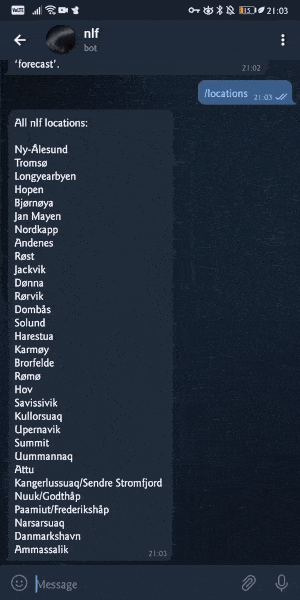 VoLTE
15
21:03
nlf
bot
'forecast'.
21:02
/locations
21:03
All nlf locations:
Ny-Ålesund
Tromsø
Longyearbyen
Hopen
Bjørnøya
Jan Mayen
Nordkapp
Andenes
Røst
Jackvik
Dønna
Rørvik
Dombås
Solund
Harestua
Karmøy
Brorfelde
Rømø
Hov
Savissivik
Kullorsuaq
Upernavik
Summit
Uummannaq
Attu
Kangerlussuaq/Sendre Stromfjord
Nuuk/Godthåp
Paamiut/Frederikshåp
Narsarsuaq
Danmarkshavn
Ammassalik
21:03
Message